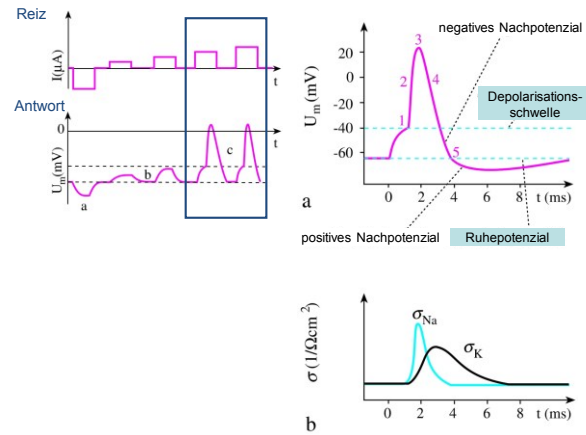 Reiz
I(µA)
t
Antwort
0
U_m(mV)
a
b
c
t
negatives Nachpotenzial
20
0
-20
-40
-60
U_m(mV)
1
2
3
4
5
Depolarisations-
schwelle
0 2 4 6 8 t (ms)
a
positives Nachpotenzial
Ruhepotenzial
σ (1/Ωcm²)
σ_Na
σ_K
0 2 4 6 8 t (ms)
b